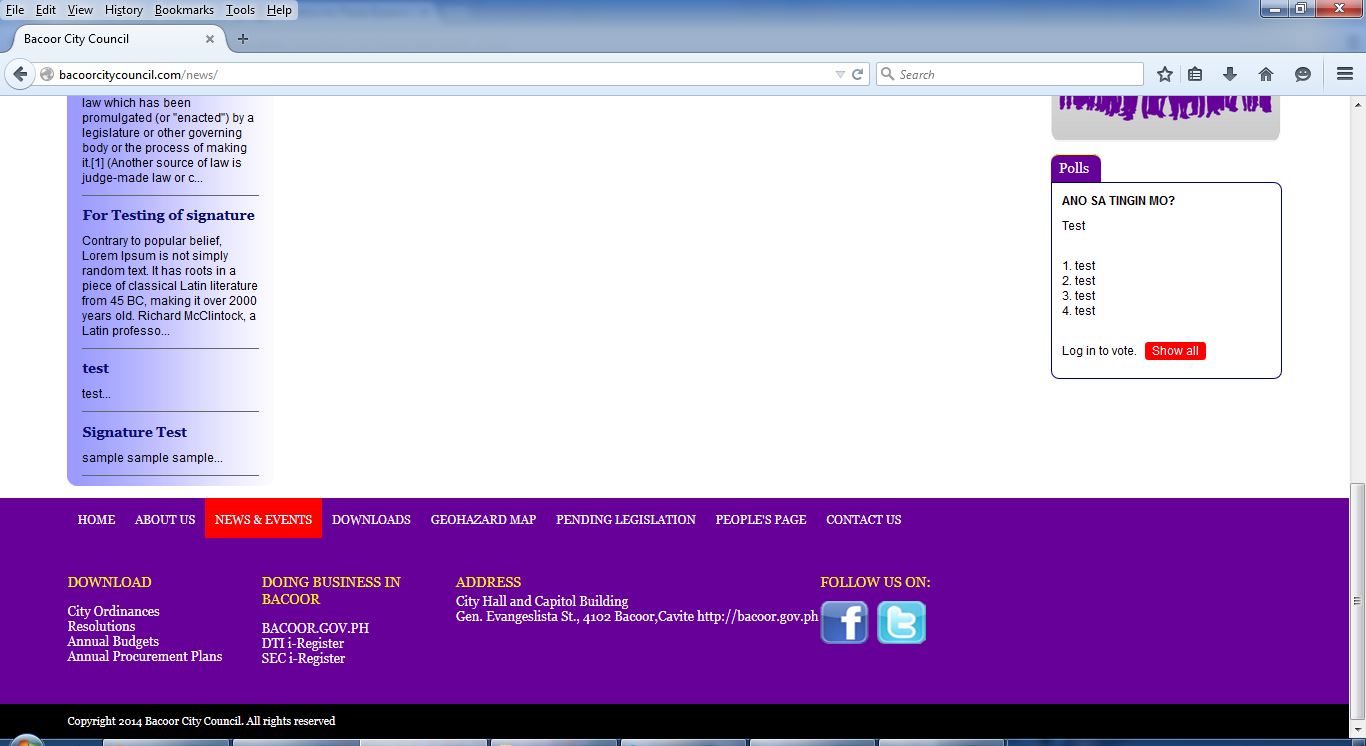 File Edit View History Bookmarks Tools Help
Bacoor City Council
bacoorcitycouncil.com/news/
Search
law which has been
promulgated (or "enacted") by a
legislature or other governing
body or the process of making
it.[1] (Another source of law is
judge-made law or c...
For Testing of signature
Contrary to popular belief,
Lorem Ipsum is not simply
random text. It has roots in a
piece of classical Latin literature
from 45 BC, making it over 2000
years old. Richard McClintock, a
Latin professo...
test
test...
Signature Test
sample sample sample...
Polls
ANO SA TINGIN MO?
Test
1. test
2. test
3. test
4. test
Log in to vote. Show all
HOME ABOUT US NEWS & EVENTS DOWNLOADS GEOHAZARD MAP PENDING LEGISLATION PEOPLE'S PAGE CONTACT US
DOWNLOAD
City Ordinances
Resolutions
Annual Budgets
Annual Procurement Plans
DOING BUSINESS IN
BACOOR
BACOOR.GOV.PH
DTI i-Register
SEC i-Register
ADDRESS
City Hall and Capitol Building
Gen. Evangeslista St., 4102 Bacoor,Cavite http://bacoor.gov.ph
FOLLOW US ON:
f t
Copyright 2014 Bacoor City Council. All rights reserved